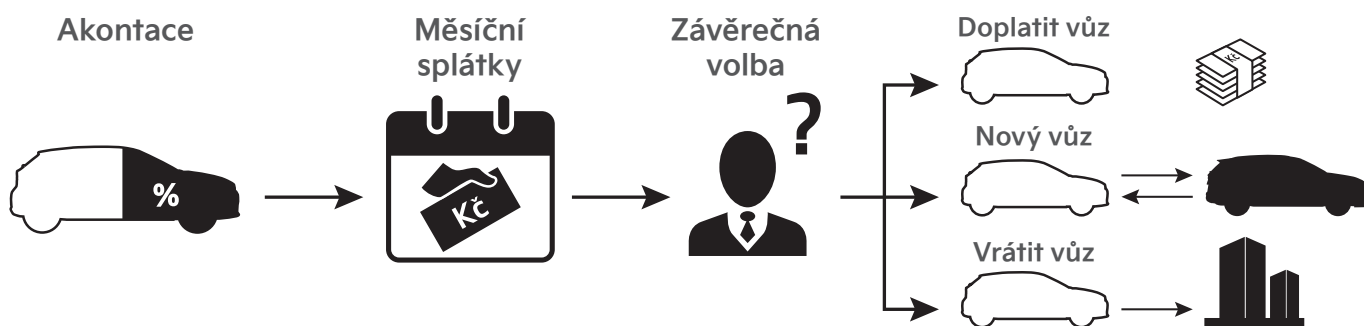 Akontace
Měsíční
splátky
Závěrečná
volba
Doplatit vůz
Nový vůz
Vrátit vůz
%
Kč
?
Kč